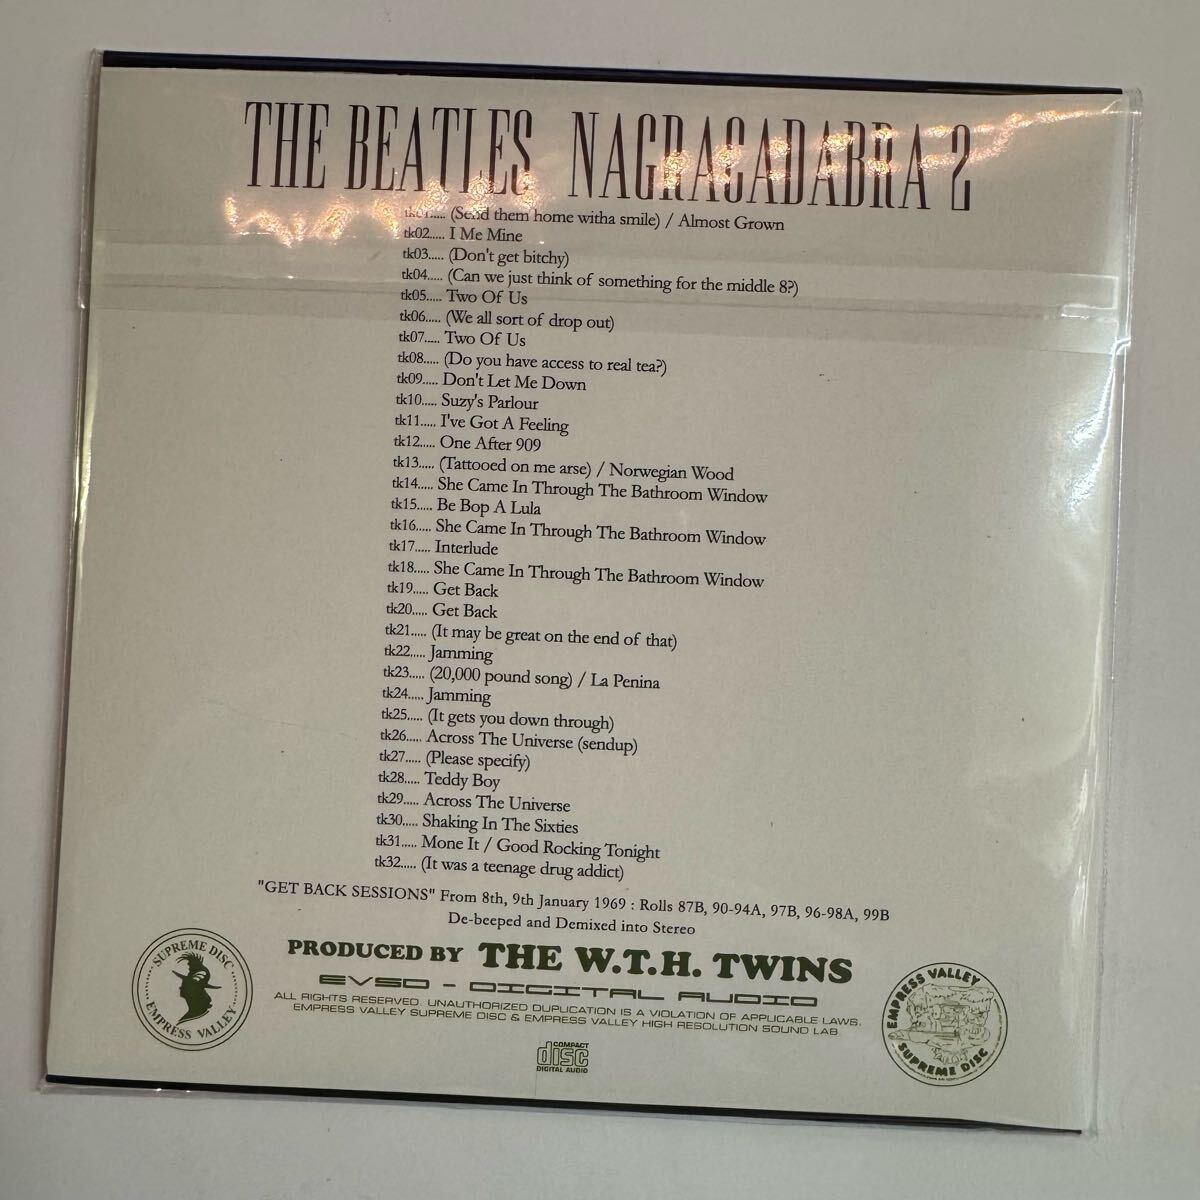 THE BEATLES NAGRACADABRA 2
tk01..... (Send them home witha smile) / Almost Grown
tk02..... I Me Mine
tk03..... (Don't get bitchy)
tk04..... (Can we just think of something for the middle 8?)
tk05..... Two Of Us
tk06..... (We all sort of drop out)
tk07..... Two Of Us
tk08..... (Do you have access to real tea?)
tk09..... Don't Let Me Down
tk10..... Suzy's Parlour
tk11..... I've Got A Feeling
tk12..... One After 909
tk13..... (Tattooed on me arse) / Norwegian Wood
tk14..... She Came In Through The Bathroom Window
tk15..... Be Bop A Lula
tk16..... She Came In Through The Bathroom Window
tk17..... Interlude
tk18..... She Came In Through The Bathroom Window
tk19..... Get Back
tk20..... Get Back
tk21..... (It may be great on the end of that)
tk22..... Jamming
tk23..... (20,000 pound song) / La Penina
tk24..... Jamming
tk25..... (It gets you down through)
tk26..... Across The Universe (sendup)
tk27..... (Please specify)
tk28..... Teddy Boy
tk29..... Across The Universe
tk30..... Shaking In The Sixties
tk31..... Mone It / Good Rocking Tonight
tk32..... (It was a teenage drug addict)
"GET BACK SESSIONS" From 8th, 9th January 1969 : Rolls 87B, 90-94A, 97B, 96-98A, 99B
De-beeped and Demixed into Stereo
PRODUCED BY THE W.T.H. TWINS
EVSD - DIGITAL AUDIO
ALL RIGHTS RESERVED. UNAUTHORIZED DUPLICATION IS A VIOLATION OF APPLICABLE LAWS.
EMPRESS VALLEY SUPREME DISC & EMPRESS VALLEY HIGH RESOLUTION SOUND LAB
SUPREME DISC
EMPRESS VALLEY
COMPACT
disc
DIGITAL AUDIO
EMPRESS VALLEY
SUPREME DISC